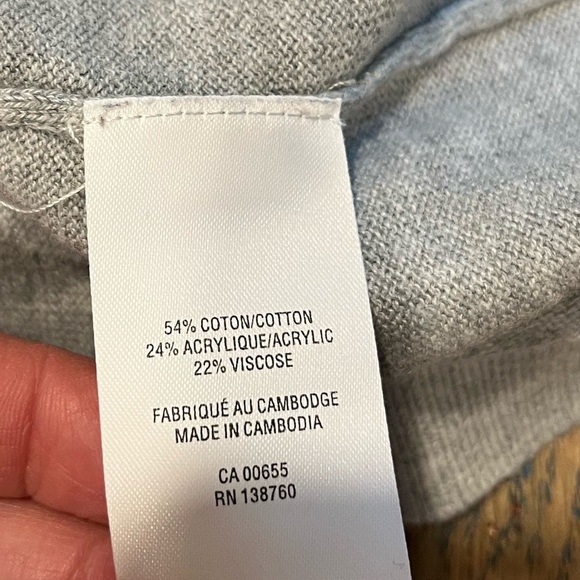 54% COTON/COTTON
24% ACRYLIQUE/ACRYLIC
22% VISCOSE
FABRIQUÉ AU CAMBODGE
MADE IN CAMBODIA
CA 00655
RN 138760